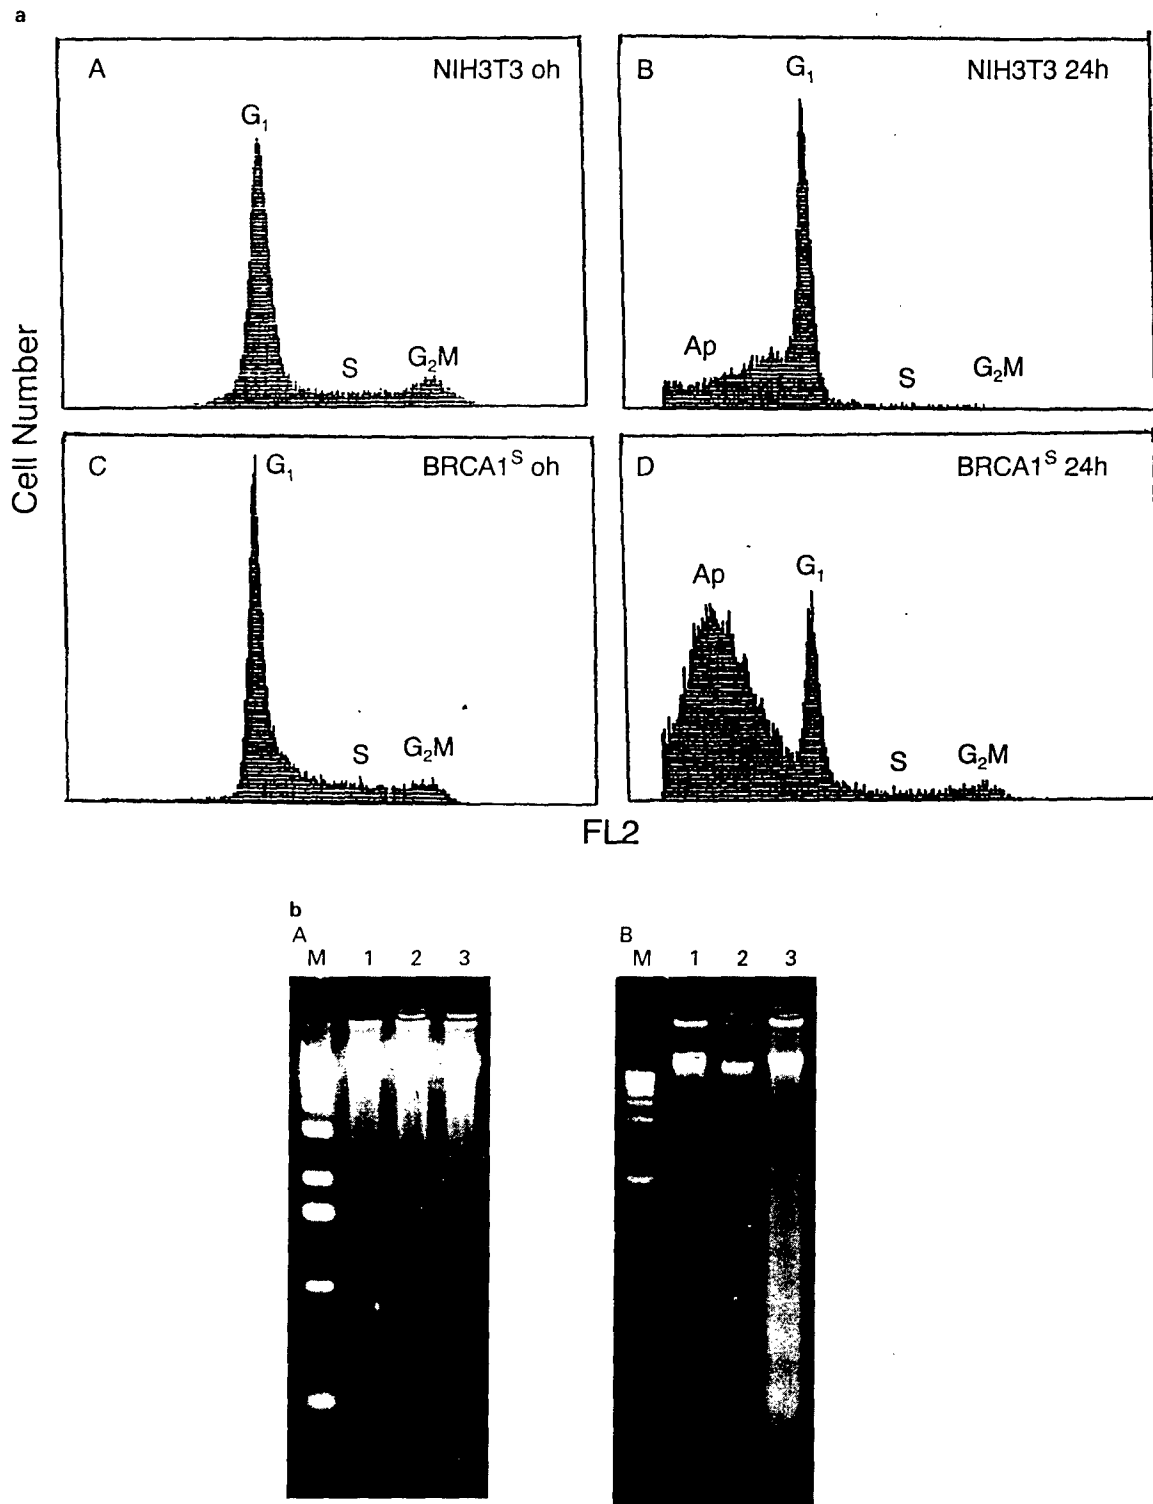 a
A NIH3T3 oh
G₁
S
G₂M
B NIH3T3 24h
G₁
Ap
S
G₂M
C BRCA1ˢ oh
G₁
S
G₂M
D BRCA1ˢ 24h
Ap
G₁
S
G₂M
Cell Number
FL2
b
A
M 1 2 3
B
M 1 2 3